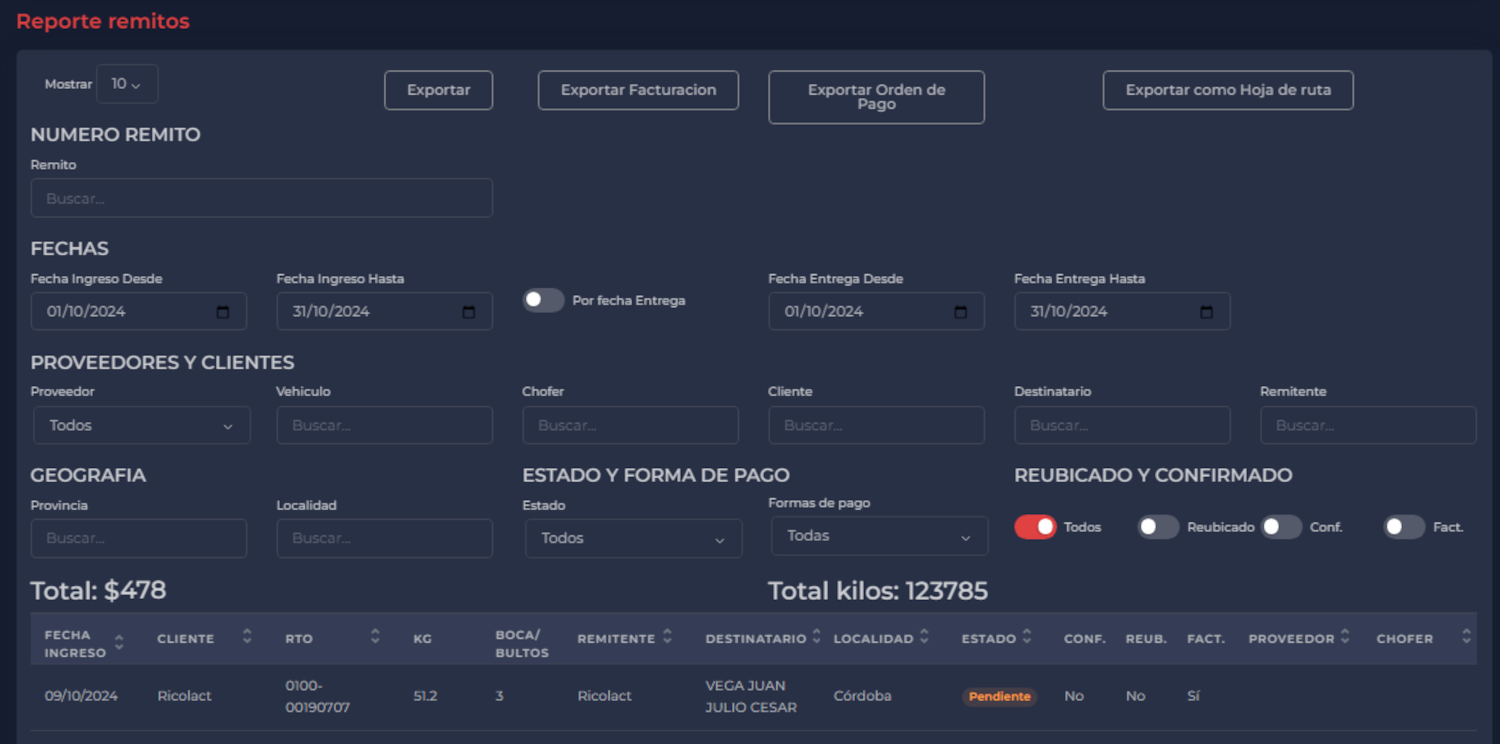 Reporte remitos
Mostrar 10
Exportar
Exportar Facturacion
Exportar Orden de
Pago
Exportar como Hoja de ruta
NUMERO REMITO
Remito
Buscar...
FECHAS
Fecha Ingreso Desde
Fecha Ingreso Hasta
Fecha Entrega Desde
Fecha Entrega Hasta
01/10/2024
31/10/2024
Por fecha Entrega
01/10/2024
31/10/2024
PROVEEDORES Y CLIENTES
Proveedor
Vehiculo
Chofer
Cliente
Destinatario
Remitente
Todos
Buscar...
Buscar...
Buscar...
Buscar...
Buscar...
GEOGRAFIA
ESTADO Y FORMA DE PAGO
REUBICADO Y CONFIRMADO
Provincia
Localidad
Estado
Formas de pago
Buscar...
Buscar...
Todos
Todas
Todos
Reubicado
Conf.
Fact.
Total: $478
Total kilos: 123785
FECHA
INGRESO
CLIENTE
RTO
KG
BOCA/
BULTOS
REMITENTE
DESTINATARIO
LOCALIDAD
ESTADO
CONF.
REUB.
FACT.
PROVEEDOR
CHOFER
09/10/2024
Ricolact
0100-
00190707
51.2
3
Ricolact
VEGA JUAN
JULIO CESAR
Córdoba
Pendiente
No
No
Sí